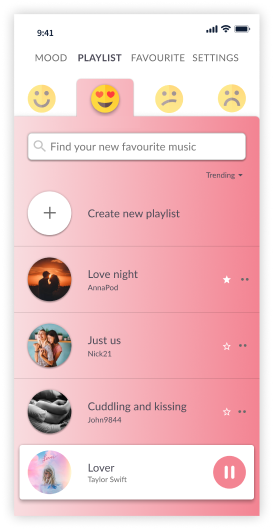 9:41
MOOD PLAYLIST FAVOURITE SETTINGS
Find your new favourite music
Trending
Create new playlist
Love night
AnnaPod
Just us
Nick21
Cuddling and kissing
John9844
Lover
Taylor Swift